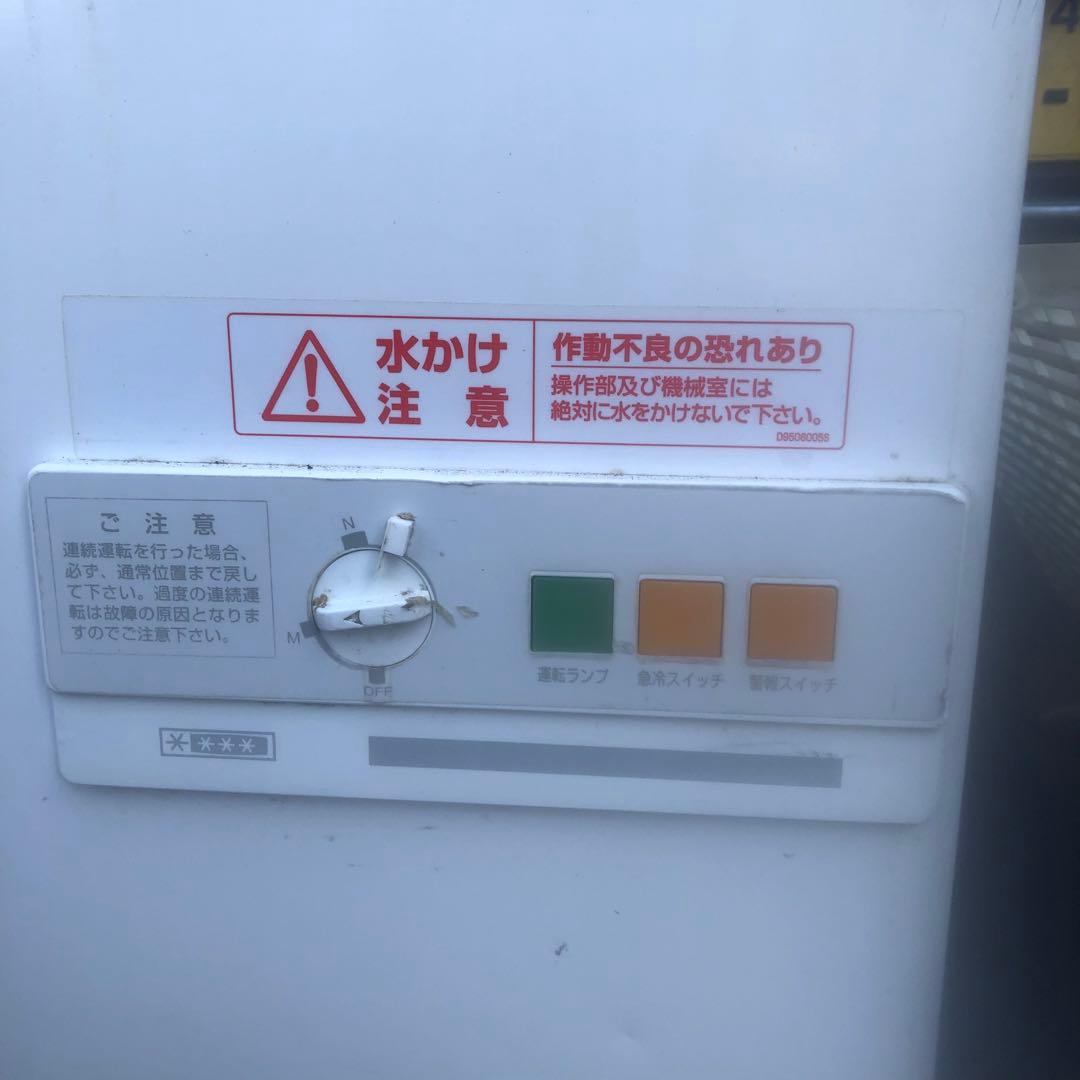 4
水かけ
注意
作動不良の恐れあり
操作部及び機械室には
絶対に水をかけないで下さい。
D9506005S
ご注意
連続運転を行った場合、
必ず、通常位置まで戻し
て下さい。過度の連続運
転は故障の原因となりま
すのでご注意下さい。
N
M
OFF
運転ランプ
急冷スイッチ
警報スイッチ